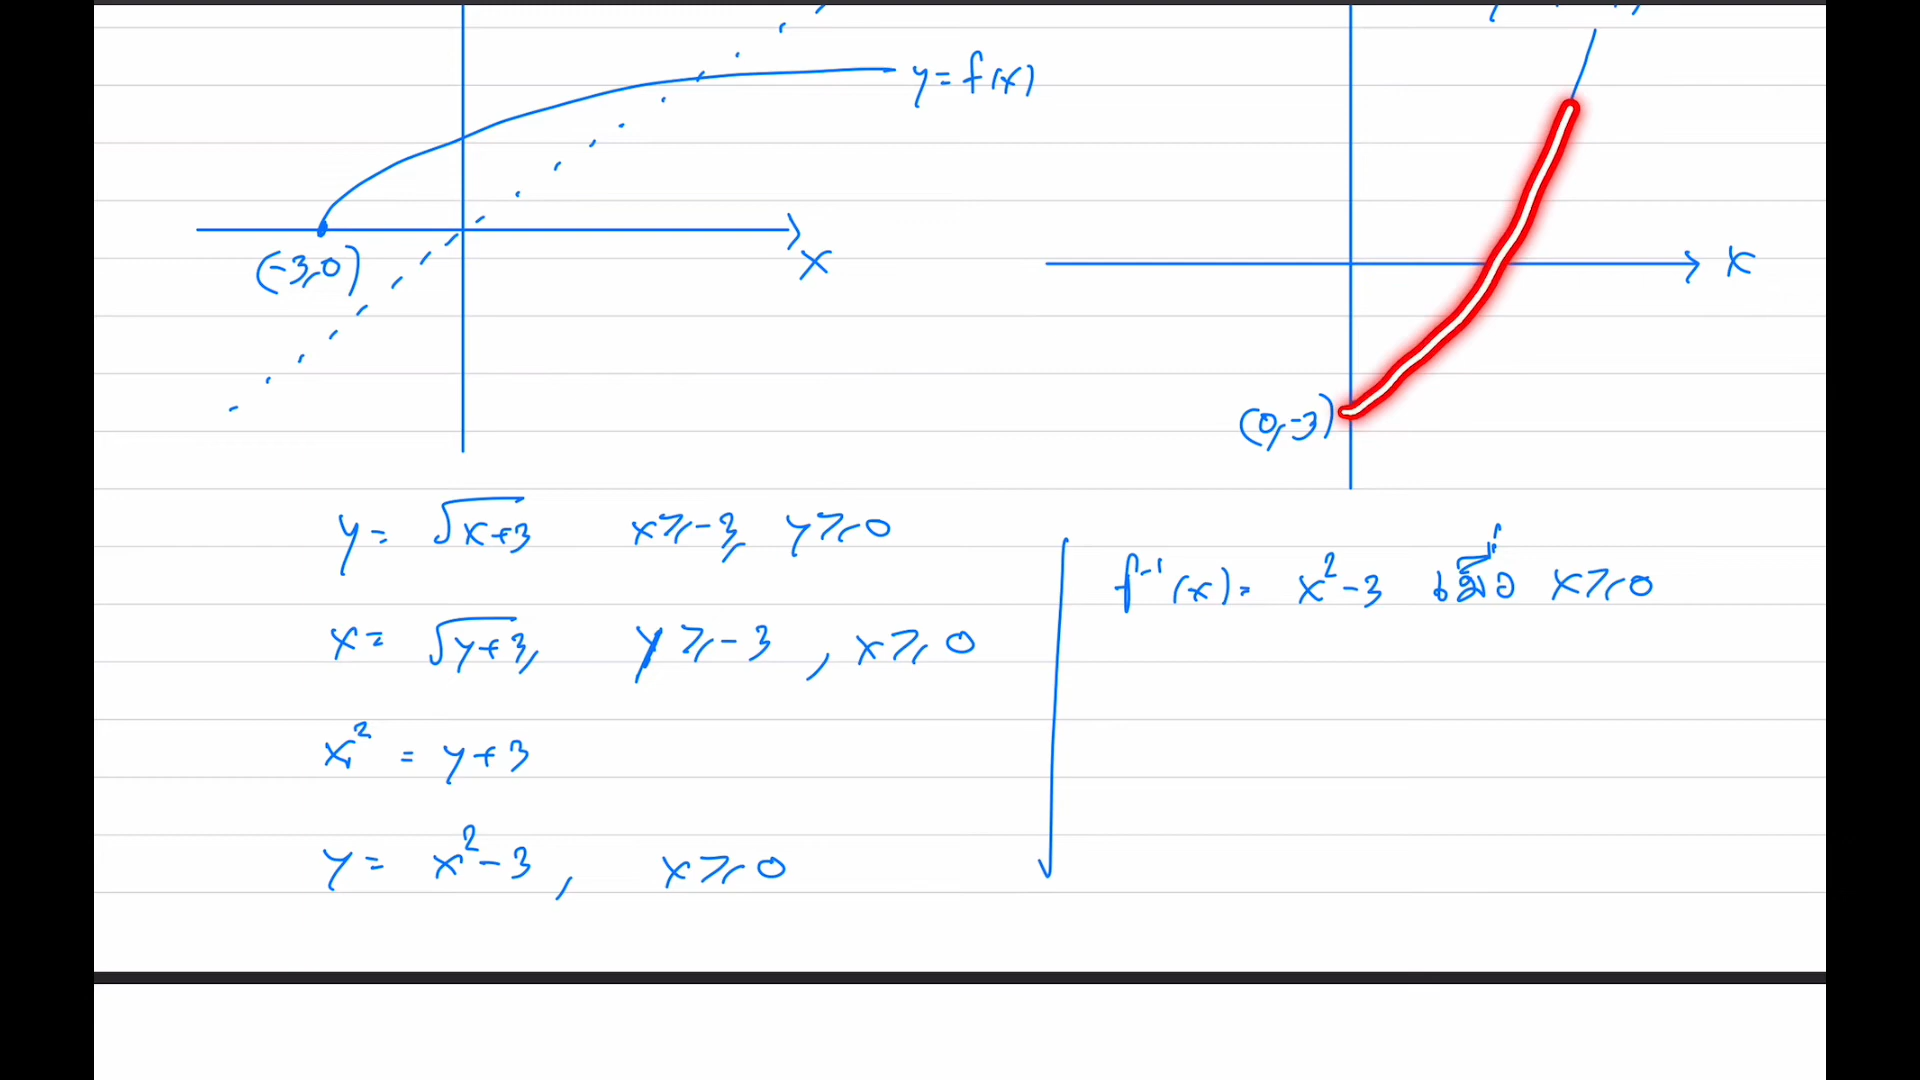 y = f(x)
(-3,0)
x
x
(0,-3)
y = √(x+3) x ≥ -3, y ≥ 0
x = √(y+3), y ≥ -3 , x ≥ 0
x² = y + 3
y = x² - 3 , x ≥ 0
f⁻¹(x) = x² - 3 เมื่อ x ≥ 0